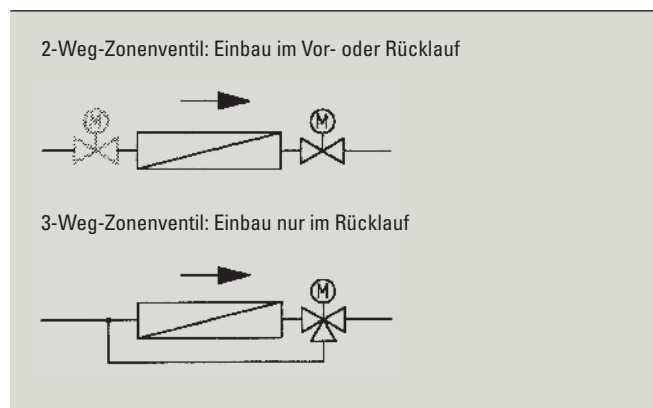 2-Weg-Zonenventil: Einbau im Vor- oder Rücklauf
M M
3-Weg-Zonenventil: Einbau nur im Rücklauf
M